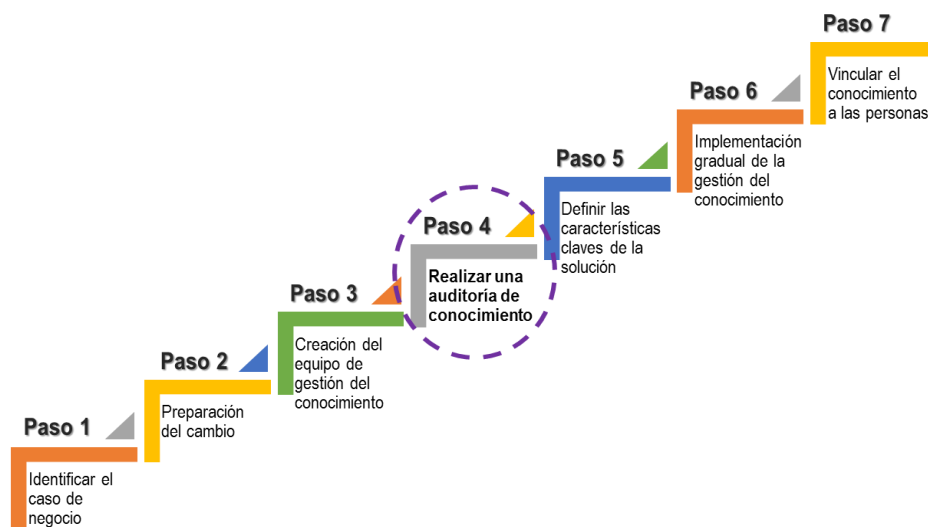 Paso 1
Identificar el
caso de
negocio
Paso 2
Preparación
del cambio
Paso 3
Creación del
equipo de
gestión del
conocimiento
Paso 4
Realizar una
auditoría de
conocimiento
Paso 5
Definir las
características
claves de la
solución
Paso 6
Implementación
gradual de la
gestión del
conocimiento
Paso 7
Vincular el
conocimiento
a las personas